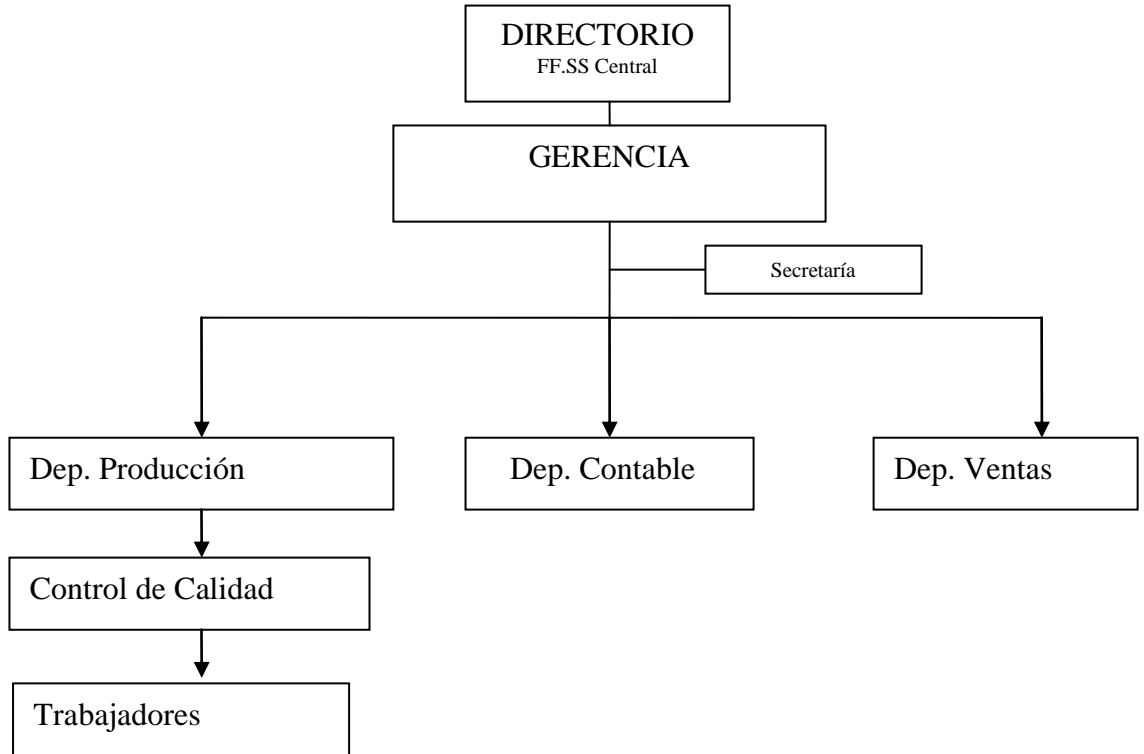 DIRECTORIO
FF.SS Central
GERENCIA
Secretaría
Dep. Producción
Dep. Contable
Dep. Ventas
Control de Calidad
Trabajadores